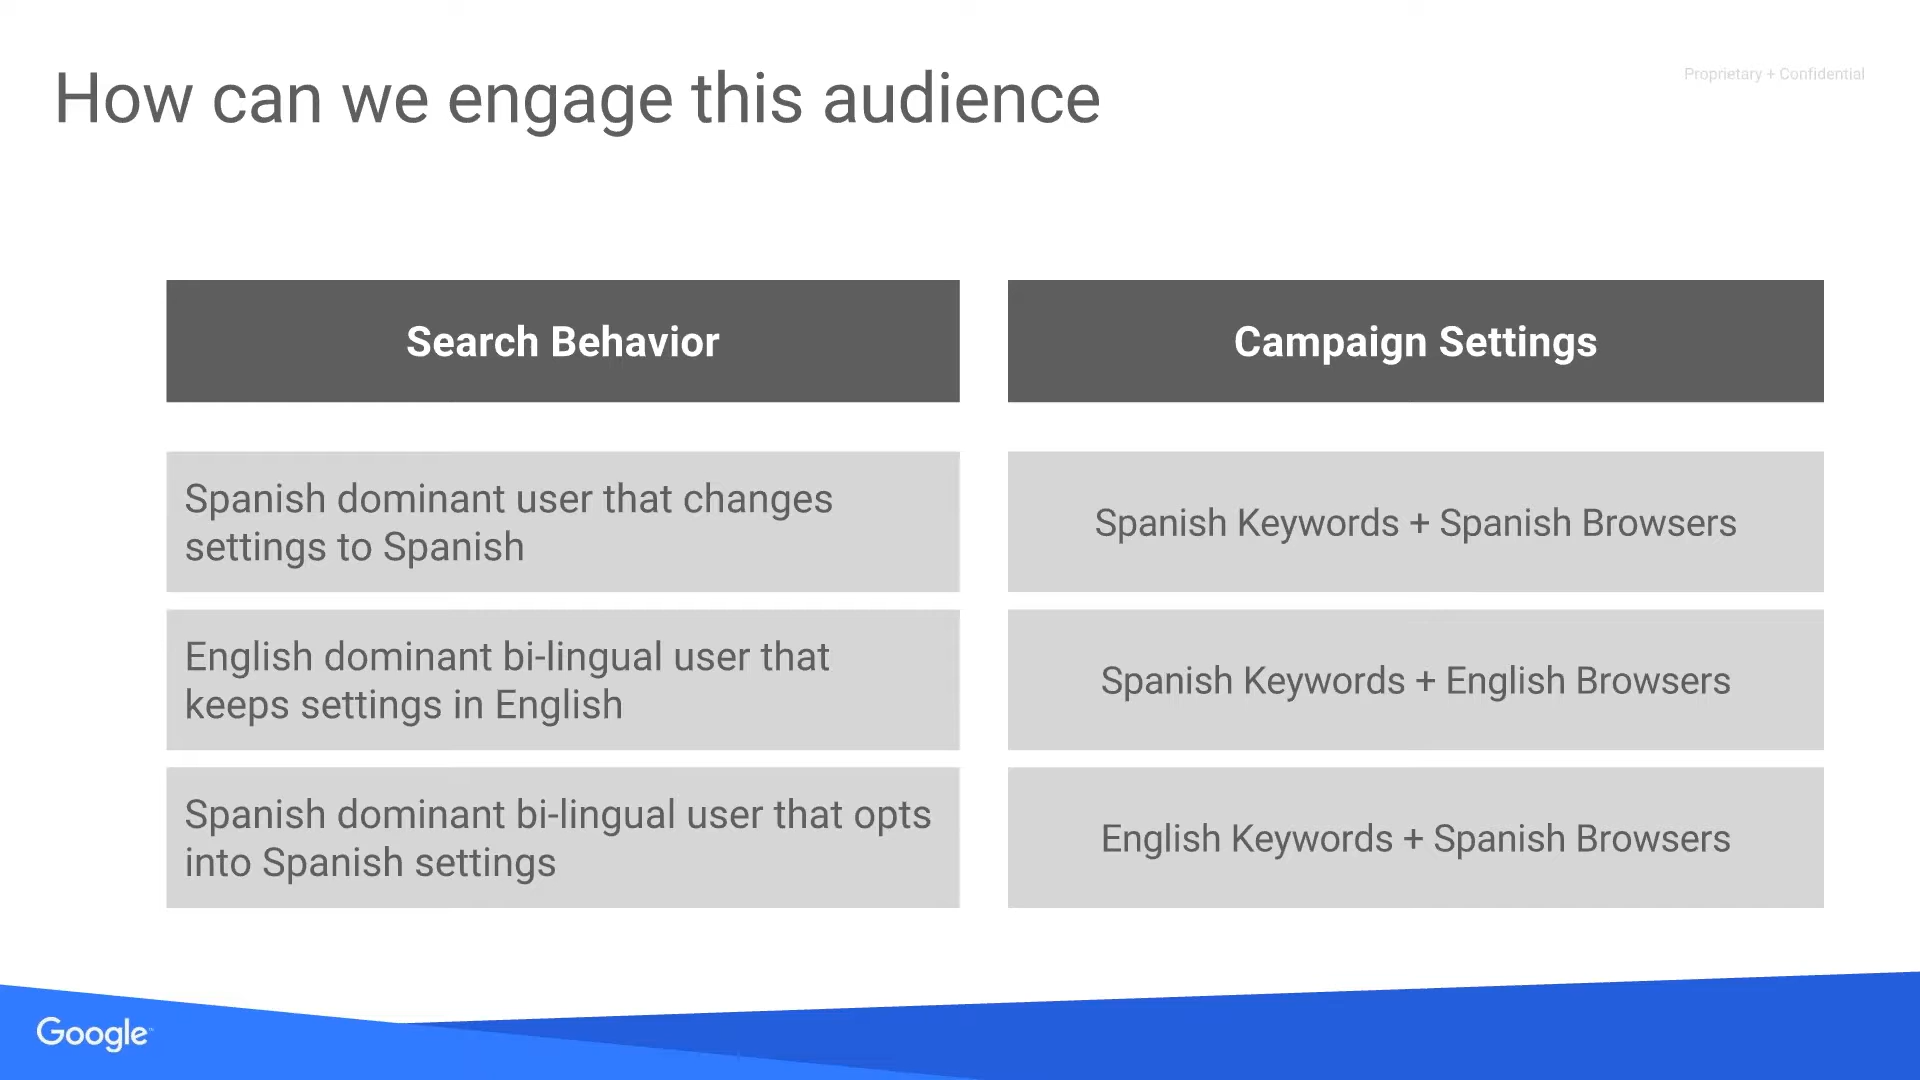 How can we engage this audience
Proprietary + Confidential
Search Behavior
Campaign Settings
Spanish dominant user that changes
settings to Spanish
Spanish Keywords + Spanish Browsers
English dominant bi-lingual user that
keeps settings in English
Spanish Keywords + English Browsers
Spanish dominant bi-lingual user that opts
into Spanish settings
English Keywords + Spanish Browsers
Google